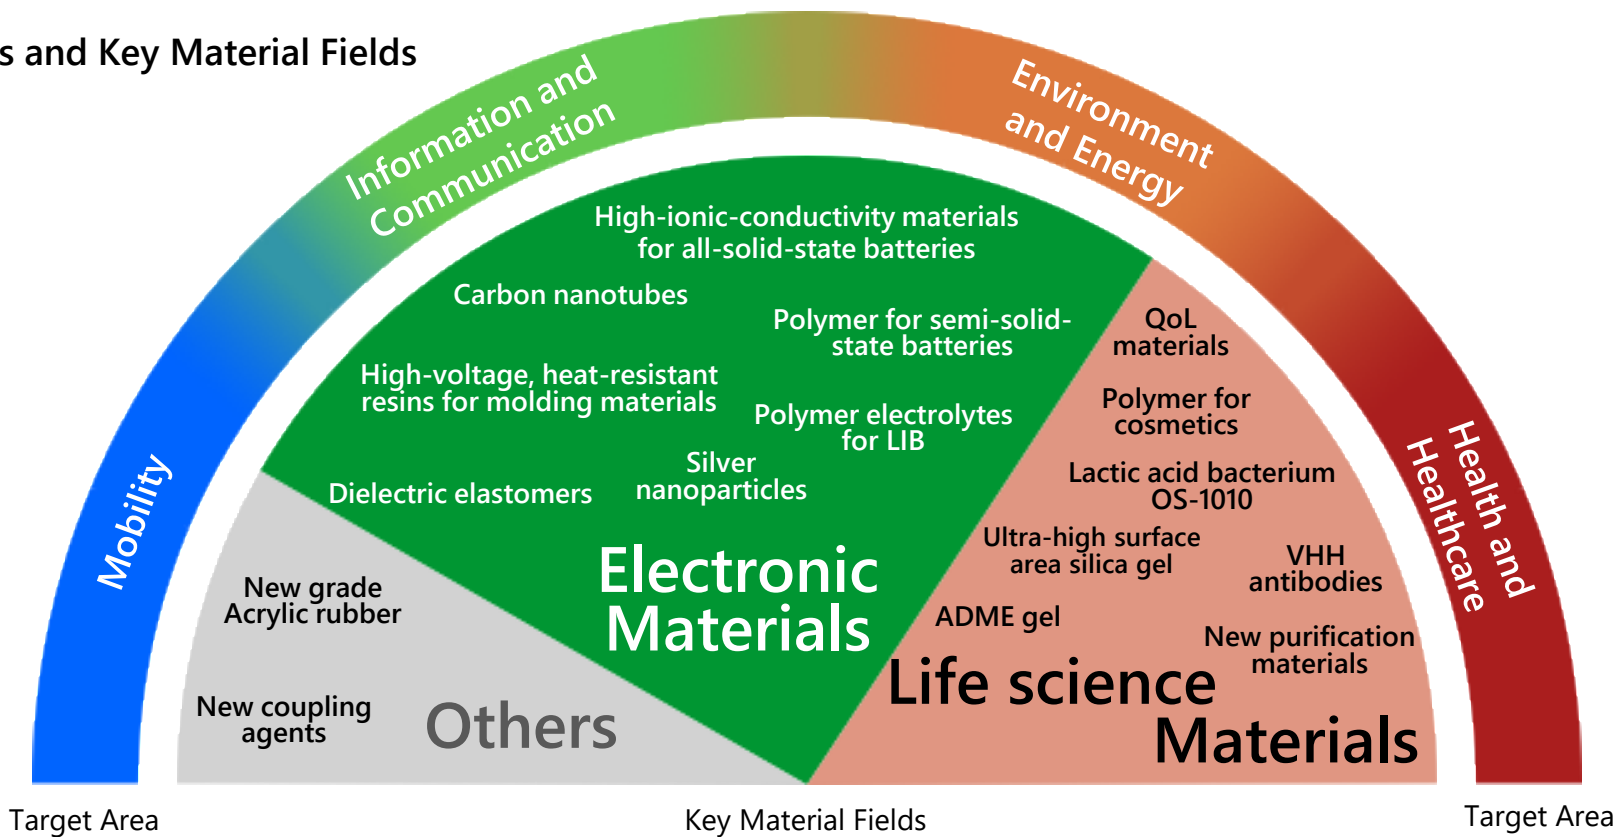 s and Key Material Fields
Information and
Communication
Environment
and Energy
Mobility
Health and
Healthcare
High-ionic-conductivity materials
for all-solid-state batteries
Carbon nanotubes
Polymer for semi-solid-
state batteries
High-voltage, heat-resistant
resins for molding materials
Polymer electrolytes
for LIB
Silver
nanoparticles
Dielectric elastomers
Electronic
Materials
QoL
materials
Polymer for
cosmetics
Lactic acid bacterium
OS-1010
Ultra-high surface
area silica gel
VHH
antibodies
ADME gel
New purification
materials
Life science
Materials
New grade
Acrylic rubber
New coupling
agents
Others
Target Area
Key Material Fields
Target Area